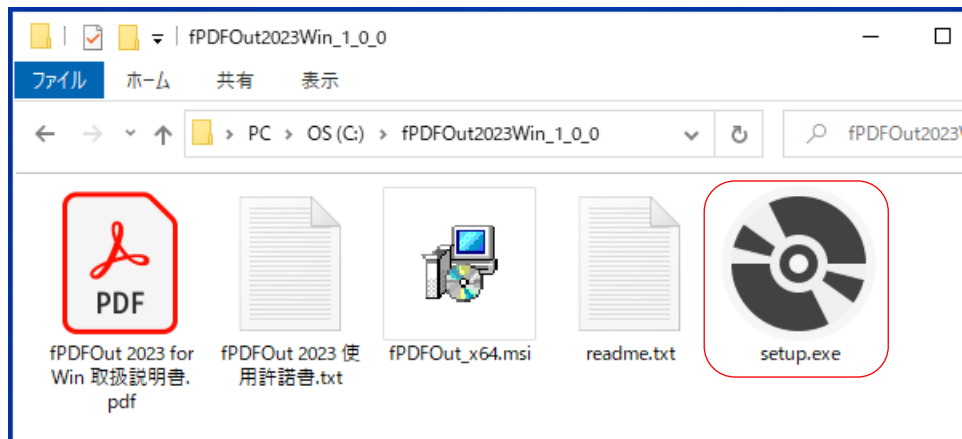 fPDFOut2023Win_1_0_0
ファイル ホーム 共有 表示
PC › OS (C:) › fPDFOut2023Win_1_0_0 fPDFOut2023W
PDF
fPDFOut 2023 for
Win 取扱説明書.
pdf
fPDFOut 2023 使
用許諾書.txt
fPDFOut_x64.msi
readme.txt
setup.exe